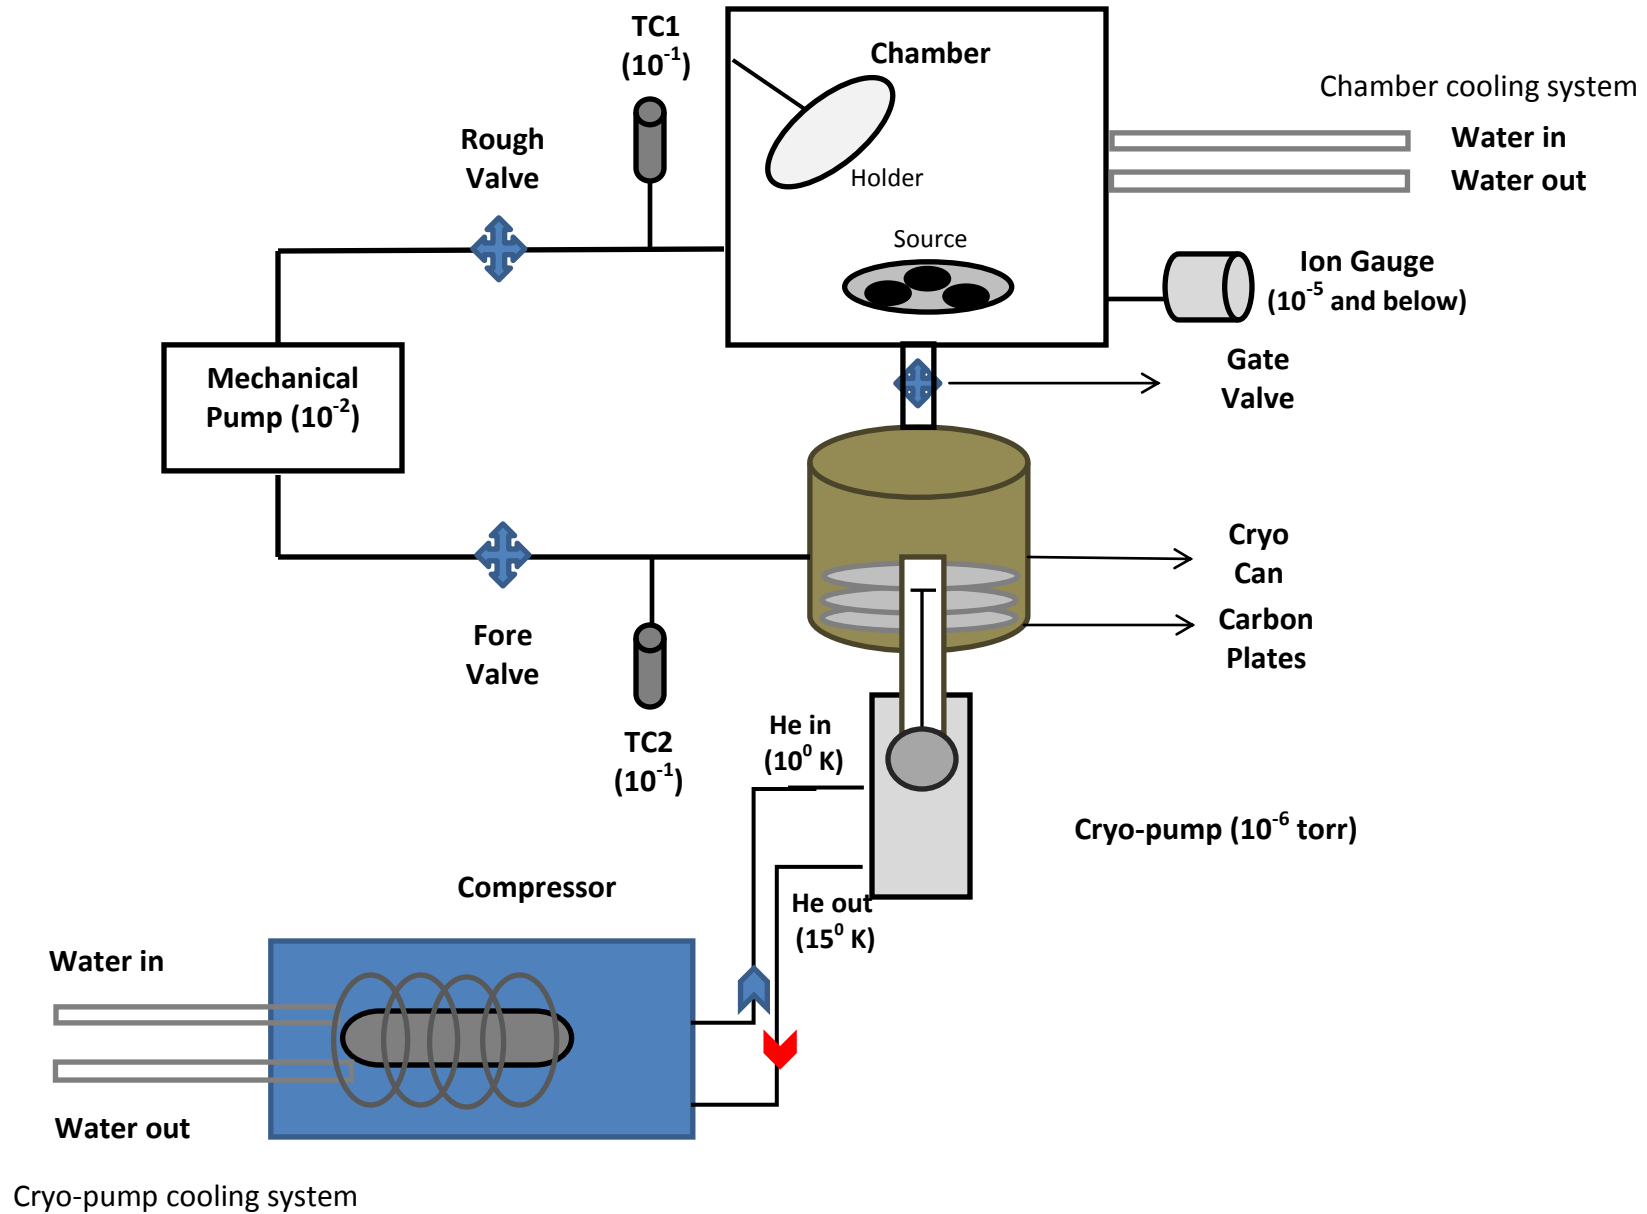 TC1
(10⁻¹)
Chamber
Chamber cooling system
Water in
Water out
Rough
Valve
Holder
Source
Ion Gauge
(10⁻⁵ and below)
Gate
Valve
Mechanical
Pump (10⁻²)
Cryo
Can
Carbon
Plates
Fore
Valve
TC2
(10⁻¹)
He in
(10⁰ K)
Cryo-pump (10⁻⁶ torr)
Compressor
He out
(15⁰ K)
Water in
Water out
Cryo-pump cooling system